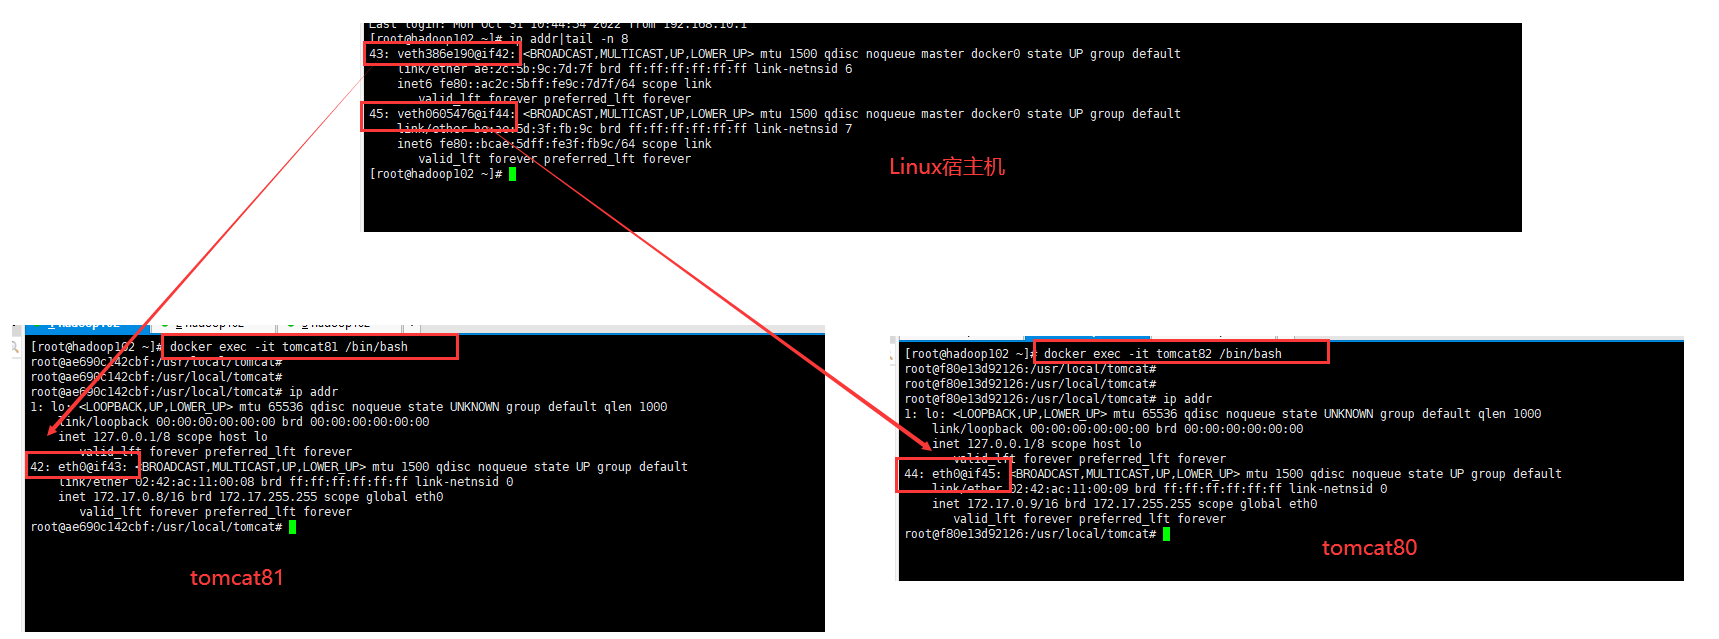 Last login: Mon Oct 31 10:44:54 2022 from 192.168.10.1
[root@hadoop102 ~]# ip addr|tail -n 8
43: veth386e190@if42: <BROADCAST,MULTICAST,UP,LOWER_UP> mtu 1500 qdisc noqueue master docker0 state UP group default
link/ether ae:2c:5b:9c:7d:7f brd ff:ff:ff:ff:ff:ff link-netnsid 6
inet6 fe80::ac2c:5bff:fe9c:7d7f/64 scope link
valid_lft forever preferred_lft forever
45: veth0605476@if44: <BROADCAST,MULTICAST,UP,LOWER_UP> mtu 1500 qdisc noqueue master docker0 state UP group default
link/ether be:ae:5d:3f:fb:9c brd ff:ff:ff:ff:ff:ff link-netnsid 7
inet6 fe80::bcae:5dff:fe3f:fb9c/64 scope link
valid_lft forever preferred_lft forever
[root@hadoop102 ~]#
Linux宿主机
[root@hadoop102 ~]# docker exec -it tomcat81 /bin/bash
root@ae690c142cbf:/usr/local/tomcat#
root@ae690c142cbf:/usr/local/tomcat#
root@ae690c142cbf:/usr/local/tomcat# ip addr
1: lo: <LOOPBACK,UP,LOWER_UP> mtu 65536 qdisc noqueue state UNKNOWN group default qlen 1000
link/loopback 00:00:00:00:00:00 brd 00:00:00:00:00:00
inet 127.0.0.1/8 scope host lo
valid_lft forever preferred_lft forever
42: eth0@if43: <BROADCAST,MULTICAST,UP,LOWER_UP> mtu 1500 qdisc noqueue state UP group default
link/ether 02:42:ac:11:00:08 brd ff:ff:ff:ff:ff:ff link-netnsid 0
inet 172.17.0.8/16 brd 172.17.255.255 scope global eth0
valid_lft forever preferred_lft forever
root@ae690c142cbf:/usr/local/tomcat#
tomcat81
[root@hadoop102 ~]# docker exec -it tomcat82 /bin/bash
root@f80e13d92126:/usr/local/tomcat#
root@f80e13d92126:/usr/local/tomcat#
root@f80e13d92126:/usr/local/tomcat# ip addr
1: lo: <LOOPBACK,UP,LOWER_UP> mtu 65536 qdisc noqueue state UNKNOWN group default qlen 1000
link/loopback 00:00:00:00:00:00 brd 00:00:00:00:00:00
inet 127.0.0.1/8 scope host lo
valid_lft forever preferred_lft forever
44: eth0@if45: <BROADCAST,MULTICAST,UP,LOWER_UP> mtu 1500 qdisc noqueue state UP group default
link/ether 02:42:ac:11:00:09 brd ff:ff:ff:ff:ff:ff link-netnsid 0
inet 172.17.0.9/16 brd 172.17.255.255 scope global eth0
valid_lft forever preferred_lft forever
root@f80e13d92126:/usr/local/tomcat#
tomcat80